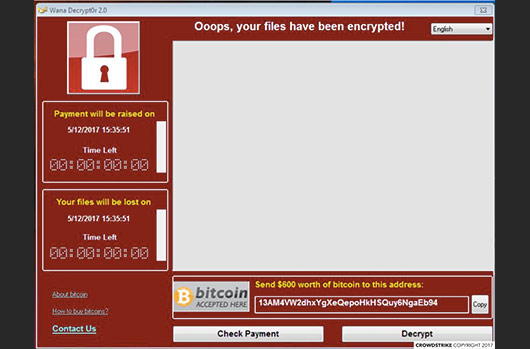 Wana Decrypt0r 2.0
Ooops, your files have been encrypted!
English
Payment will be raised on
5/12/2017 15:35:51
Time Left
00:00:00:00
Your files will be lost on
5/12/2017 15:35:51
Time Left
00:00:00:00
About bitcoin
How to buy bitcoins?
Contact Us
bitcoin
ACCEPTED HERE
Send $600 worth of bitcoin to this address:
13AM4VW2dhxYgXeQepoHkHSQuy6NgaEb94
Copy
Check Payment
Decrypt
CROWDSTRIKE COPYRIGHT 2017